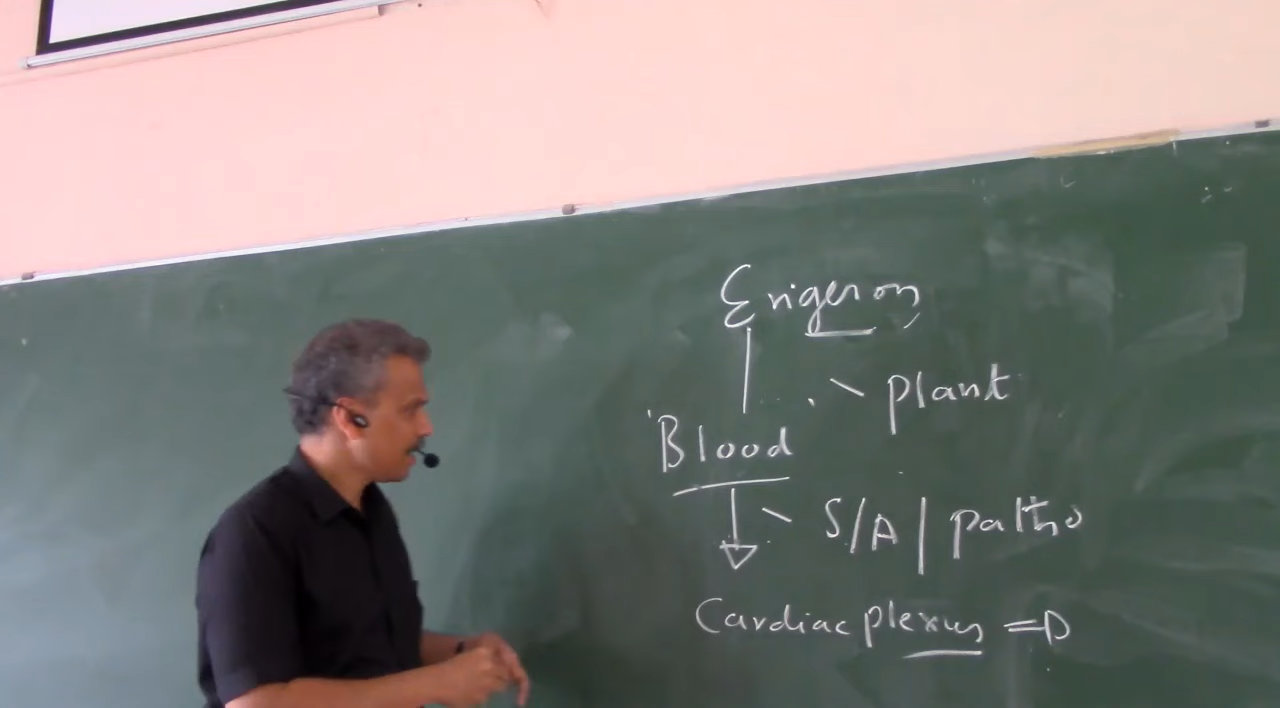 Erigeron
plant
Blood
S/A/patho
Cardiac plexus =D